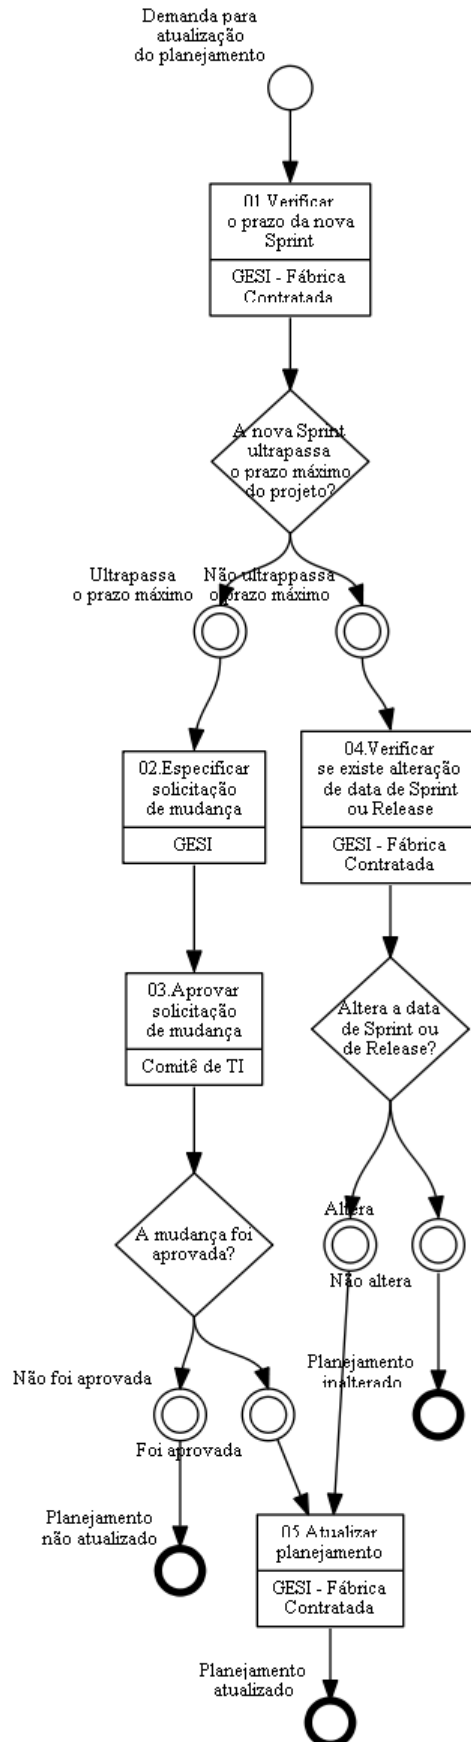 Demanda para
atualização
do planejamento
01.Verificar
o prazo da nova
Sprint
GESI - Fábrica
Contratada
A nova Sprint
ultrapassa
o prazo máximo
do projeto?
Ultrapassa
o prazo máximo
Não ultrappassa
o prazo máximo
02.Especificar
solicitação
de mudança
GESI
04.Verificar
se existe alteração
de data de Sprint
ou Release
GESI - Fábrica
Contratada
03.Aprovar
solicitação
de mudança
Comitê de TI
Altera a data
de Sprint ou
de Release?
A mudança foi
aprovada?
Altera
Não altera
Planejamento
inalterado
Não foi aprovada
Foi aprovada
Planejamento
não atualizado
05.Atualizar
planejamento
GESI - Fábrica
Contratada
Planejamento
atualizado